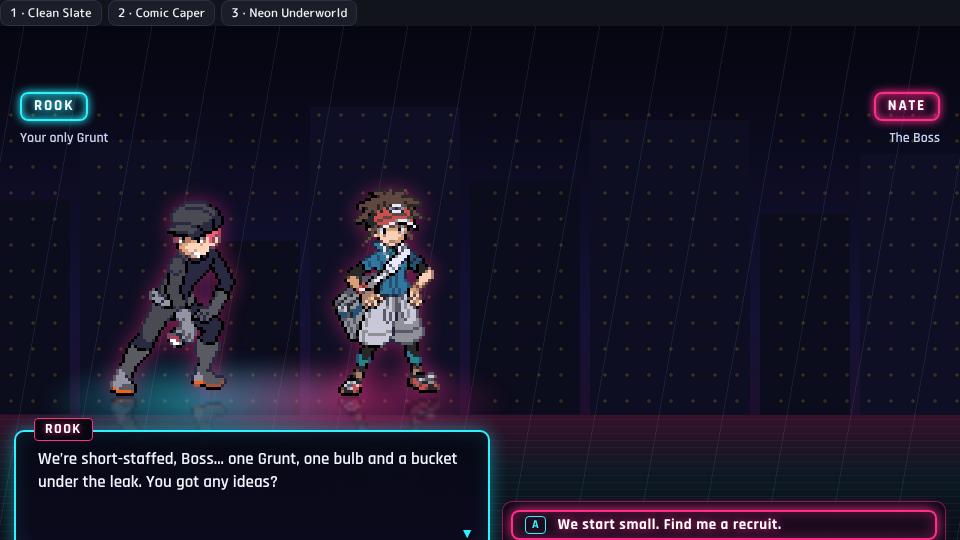 1 · Clean Slate
2 · Comic Caper
3 · Neon Underworld
ROOK
Your only Grunt
NATE
The Boss
ROOK
We're short-staffed, Boss... one Grunt, one bulb and a bucket
under the leak. You got any ideas?
A
We start small. Find me a recruit.